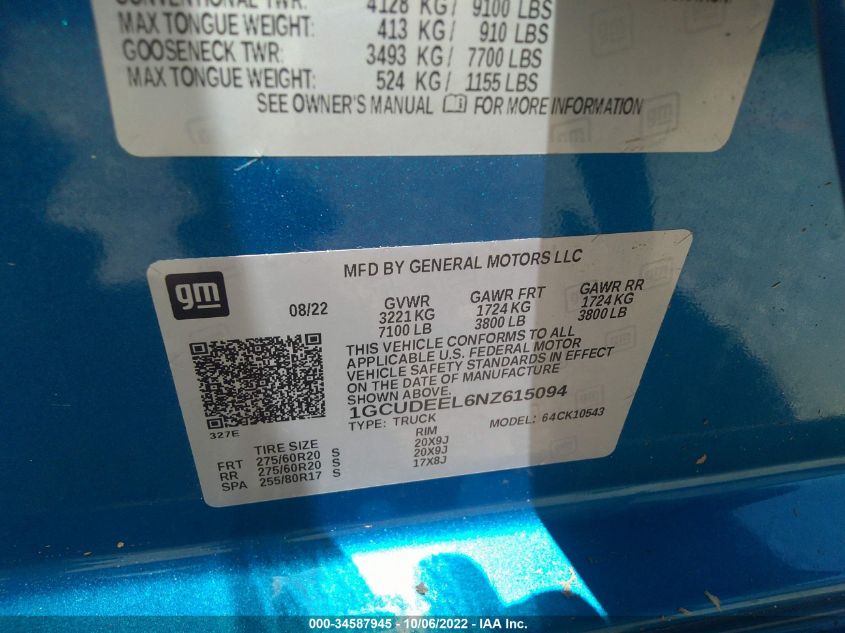 CONVENTIONAL TWR: 4128 KG/ 9100 LBS
MAX TONGUE WEIGHT: 413 KG/ 910 LBS
GOOSENECK TWR: 3493 KG/ 7700 LBS
MAX TONGUE WEIGHT: 524 KG/ 1155 LBS
SEE OWNER'S MANUAL FOR MORE INFORMATION
gm
MFD BY GENERAL MOTORS LLC
08/22 GVWR GAWR FRT GAWR RR
3221 KG 1724 KG 1724 KG
7100 LB 3800 LB 3800 LB
THIS VEHICLE CONFORMS TO ALL
APPLICABLE U.S. FEDERAL MOTOR
VEHICLE SAFETY STANDARDS IN EFFECT
ON THE DATE OF MANUFACTURE
SHOWN ABOVE.
1GCUDEEL6NZ615094
TYPE: TRUCK MODEL: 64CK10543
327E
TIRE SIZE RIM
FRT 275/60R20 S 20X9J
RR 275/60R20 S 20X9J
SPA 255/80R17 S 17X8J
000-34587945 - 10/06/2022 - IAA Inc.